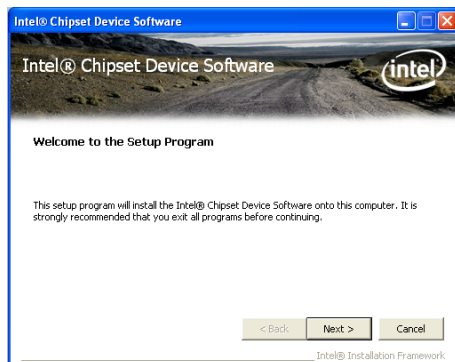 Intel® Chipset Device Software
Intel® Chipset Device Software
intel
Welcome to the Setup Program
This setup program will install the Intel® Chipset Device Software onto this computer. It is
strongly recommended that you exit all programs before continuing.
< Back Next > Cancel
Intel® Installation Framework